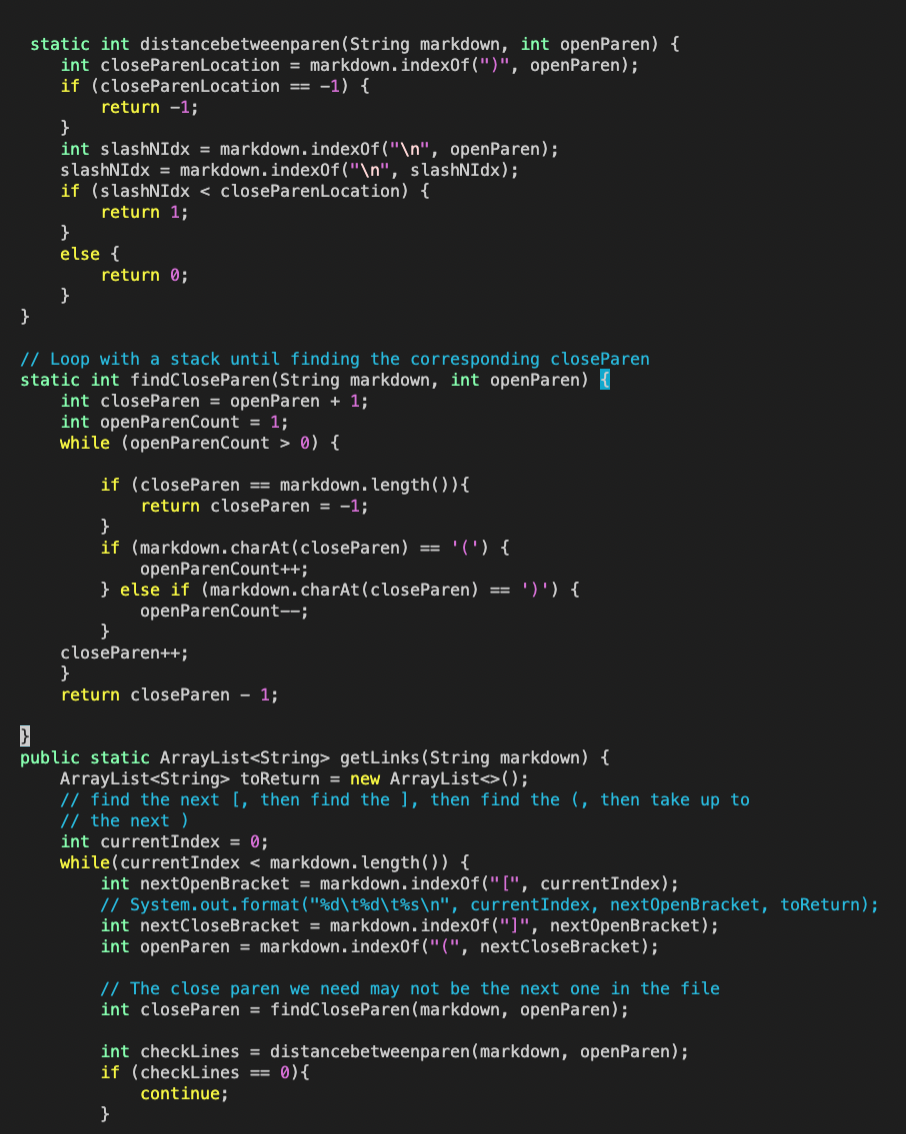 static int distancebetweenparen(String markdown, int openParen) {
    int closeParenLocation = markdown.indexOf(")", openParen);
    if (closeParenLocation == -1) {
        return -1;
    }
    int slashNIdx = markdown.indexOf("\n", openParen);
    slashNIdx = markdown.indexOf("\n", slashNIdx);
    if (slashNIdx < closeParenLocation) {
        return 1;
    }
    else {
        return 0;
    }
}

// Loop with a stack until finding the corresponding closeParen
static int findCloseParen(String markdown, int openParen) {
    int closeParen = openParen + 1;
    int openParenCount = 1;
    while (openParenCount > 0) {

        if (closeParen == markdown.length()){
            return closeParen = -1;
        }
        if (markdown.charAt(closeParen) == '(') {
            openParenCount++;
        } else if (markdown.charAt(closeParen) == ')') {
            openParenCount--;
        }
    closeParen++;
    }
    return closeParen - 1;

}
public static ArrayList<String> getLinks(String markdown) {
    ArrayList<String> toReturn = new ArrayList<>();
    // find the next [, then find the ], then find the (, then take up to
    // the next )
    int currentIndex = 0;
    while(currentIndex < markdown.length()) {
        int nextOpenBracket = markdown.indexOf("[", currentIndex);
        // System.out.format("%d\t%d\t%s\n", currentIndex, nextOpenBracket, toReturn);
        int nextCloseBracket = markdown.indexOf("]", nextOpenBracket);
        int openParen = markdown.indexOf("(", nextCloseBracket);

        // The close paren we need may not be the next one in the file
        int closeParen = findCloseParen(markdown, openParen);

        int checkLines = distancebetweenparen(markdown, openParen);
        if (checkLines == 0){
            continue;
        }